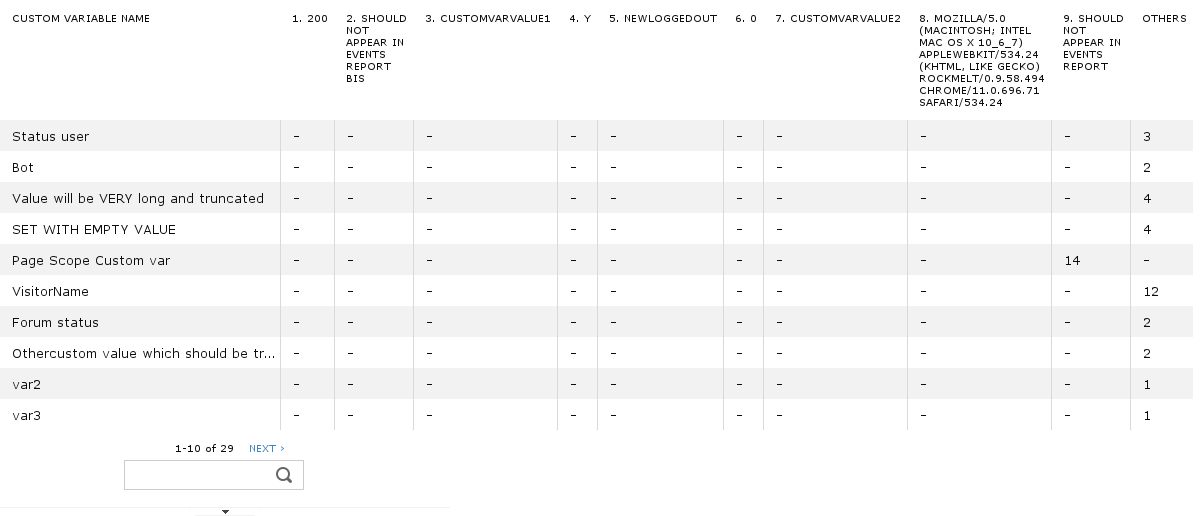 CUSTOM VARIABLE NAME 1. 200 2. SHOULD NOT APPEAR IN EVENTS REPORT BIS 3. CUSTOMVARVALUE1 4. Y 5. NEWLOGGEDOUT 6. 0 7. CUSTOMVARVALUE2 8. MOZILLA/5.0 (MACINTOSH; INTEL MAC OS X 10_6_7) APPLEWEBKIT/534.24 (KHTML, LIKE GECKO) ROCKMELT/0.9.58.494 CHROME/11.0.696.71 SAFARI/534.24 9. SHOULD NOT APPEAR IN EVENTS REPORT OTHERS
Status user - - - - - - - - - 3
Bot - - - - - - - - - 2
Value will be VERY long and truncated - - - - - - - - - 4
SET WITH EMPTY VALUE - - - - - - - - - 4
Page Scope Custom var - - - - - - - - 14 -
VisitorName - - - - - - - - - 12
Forum status - - - - - - - - - 2
Othercustom value which should be tr... - - - - - - - - - 2
var2 - - - - - - - - - 1
var3 - - - - - - - - - 1
1-10 of 29 NEXT ›